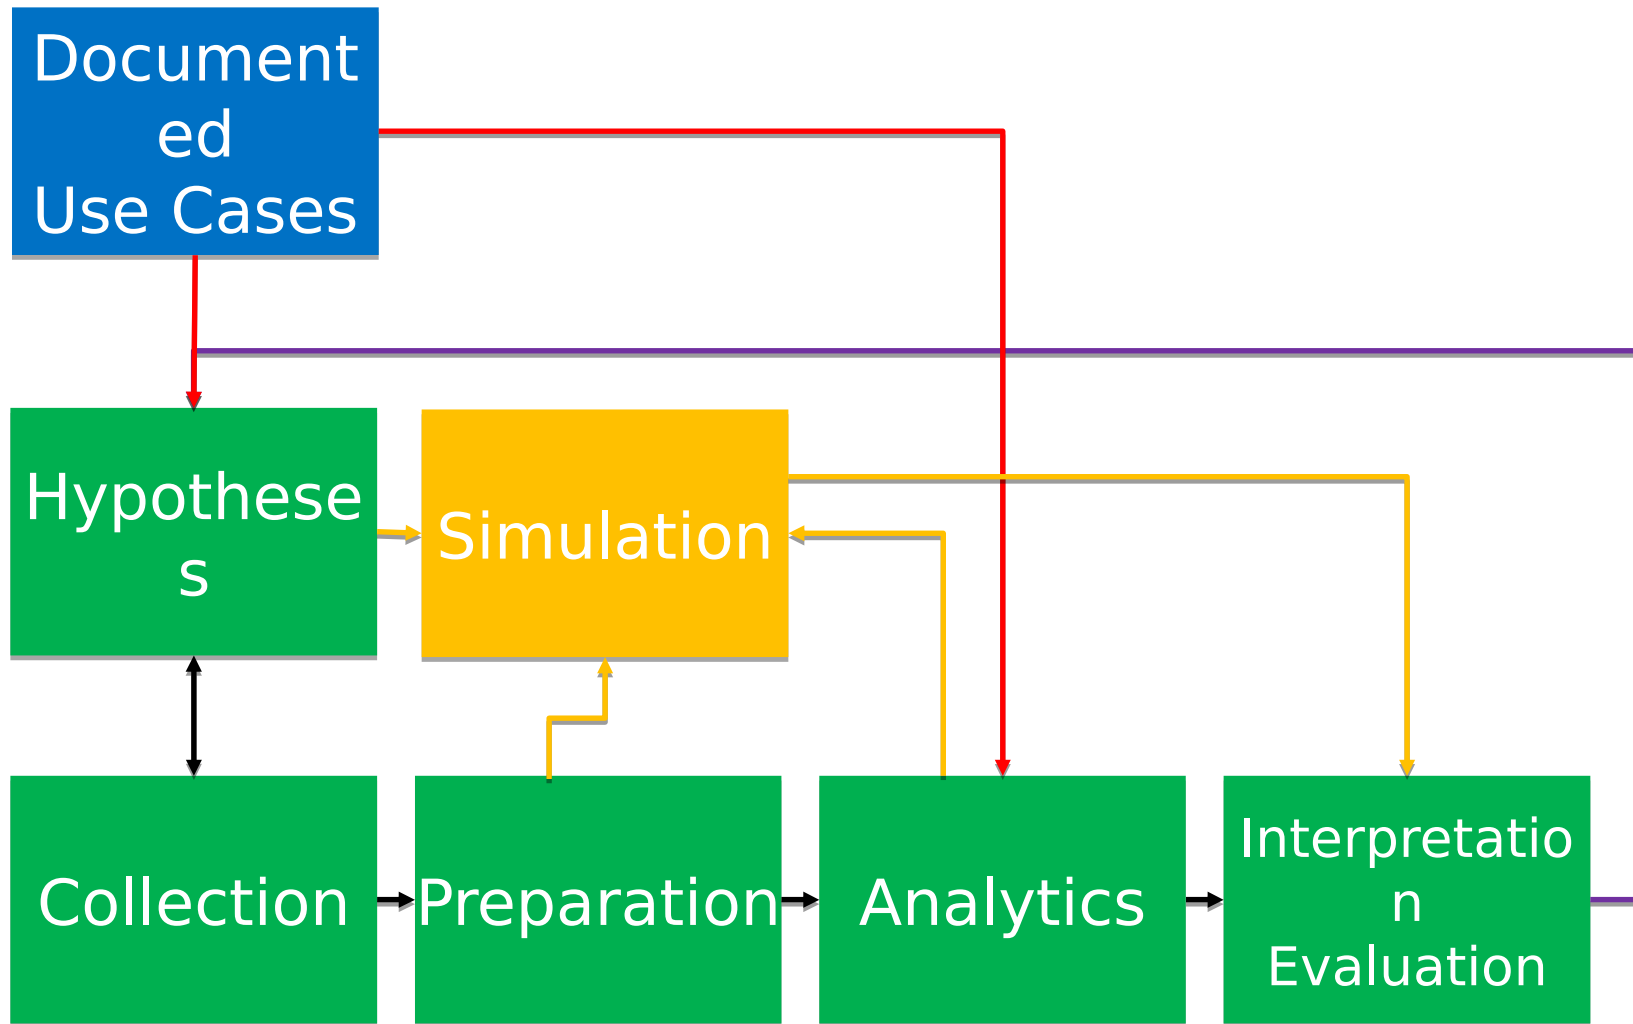 Document
ed
Use Cases
Hypothese
s
Simulation
Collection
Preparation
Analytics
Interpretatio
n
Evaluation